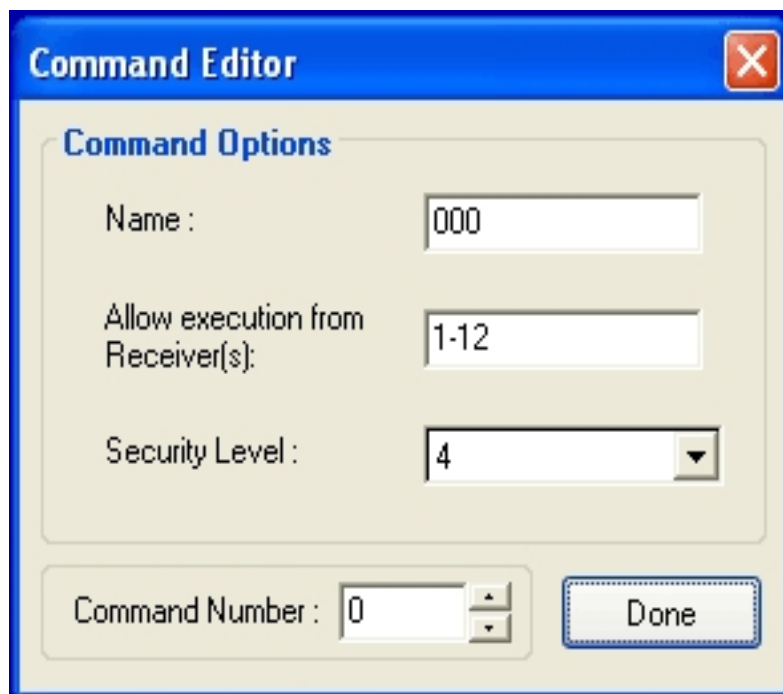 Command Editor
Command Options
Name : 000
Allow execution from
Receiver(s): 1-12
Security Level : 4
Command Number : 0
Done